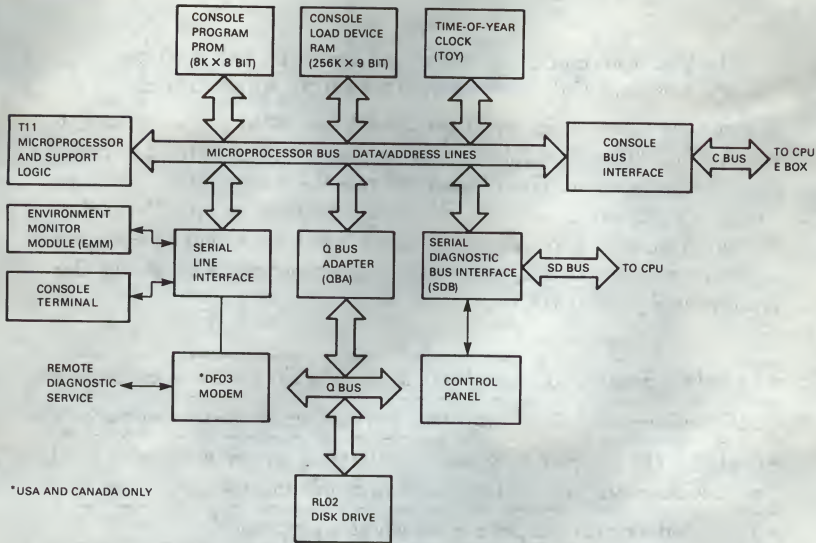 CONSOLE
PROGRAM
PROM
(8K X 8 BIT)
CONSOLE
LOAD DEVICE
RAM
(256K X 9 BIT)
TIME-OF-YEAR
CLOCK
(TOY)
T11
MICROPROCESSOR
AND SUPPORT
LOGIC
MICROPROCESSOR BUS DATA/ADDRESS LINES
CONSOLE
BUS
INTERFACE
C BUS
TO CPU
E BOX
ENVIRONMENT
MONITOR
MODULE (EMM)
CONSOLE
TERMINAL
SERIAL
LINE
INTERFACE
Q BUS
ADAPTER
(QBA)
SERIAL
DIAGNOSTIC
BUS INTERFACE
(SDB)
SD BUS
TO CPU
REMOTE
DIAGNOSTIC
SERVICE
*DF03
MODEM
Q BUS
CONTROL
PANEL
*USA AND CANADA ONLY
RL02
DISK DRIVE